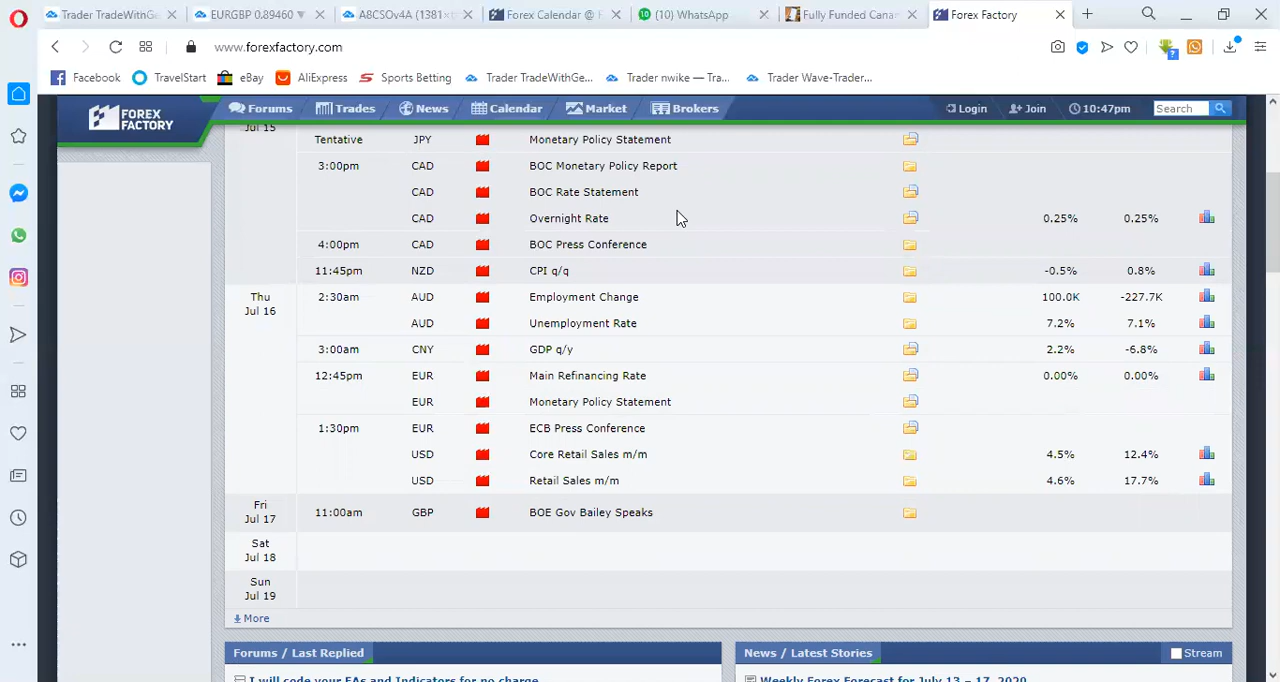 Trader TradeWithGe
EURGBP 0.89460 ▼
A8CSOv4A (1381×
Forex Calendar @ F
(10) WhatsApp
Fully Funded Cana
Forex Factory
www.forexfactory.com
Facebook
TravelStart
eBay
AliExpress
Sports Betting
Trader TradeWithGe...
Trader nwike — Tra...
Trader Wave-Trader...
FOREX FACTORY
Forums
Trades
News
Calendar
Market
Brokers
Login
Join
10:47pm
Search
Jul 15
Tentative JPY Monetary Policy Statement
3:00pm CAD BOC Monetary Policy Report
CAD BOC Rate Statement
CAD Overnight Rate 0.25% 0.25%
4:00pm CAD BOC Press Conference
11:45pm NZD CPI q/q -0.5% 0.8%
Thu
Jul 16
2:30am AUD Employment Change 100.0K -227.7K
AUD Unemployment Rate 7.2% 7.1%
3:00am CNY GDP q/y 2.2% -6.8%
12:45pm EUR Main Refinancing Rate 0.00% 0.00%
EUR Monetary Policy Statement
1:30pm EUR ECB Press Conference
USD Core Retail Sales m/m 4.5% 12.4%
USD Retail Sales m/m 4.6% 17.7%
Fri
Jul 17
11:00am GBP BOE Gov Bailey Speaks
Sat
Jul 18
Sun
Jul 19
More
Forums / Last Replied
News / Latest Stories
Stream
I will code your EAs and Indicators for no charge
Weekly Forex Forecast for July 13 – 17, 2020